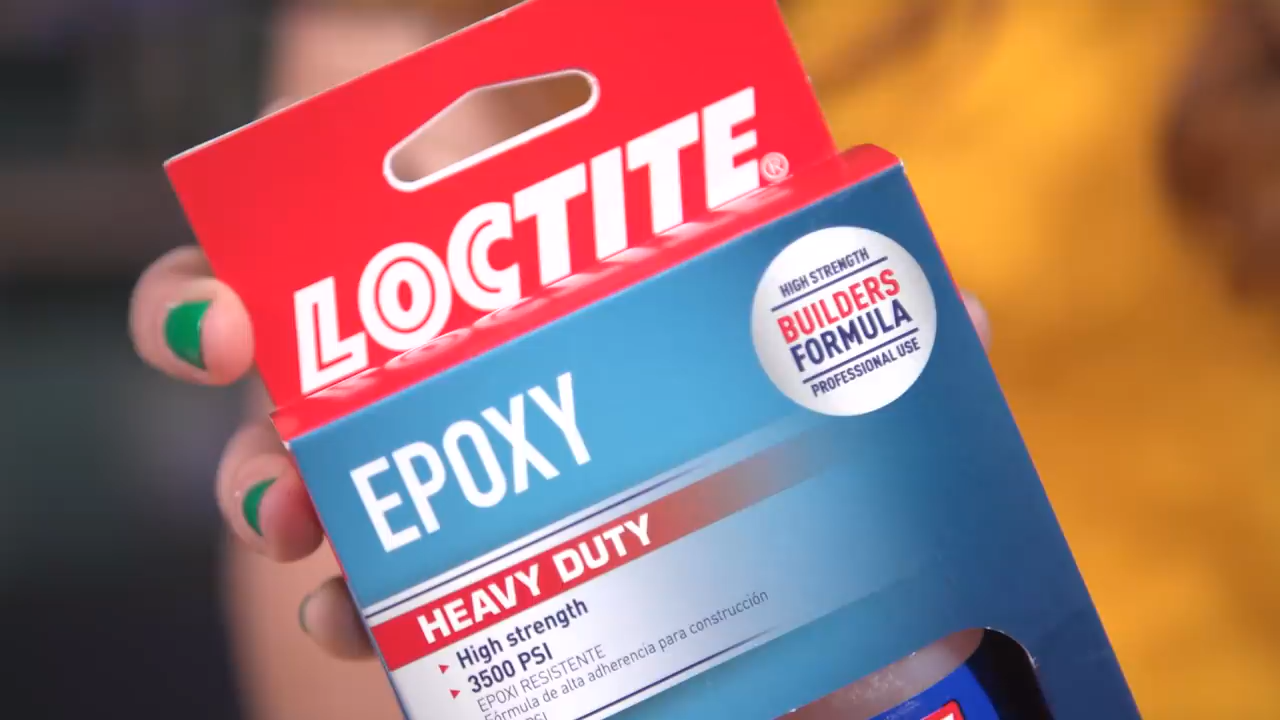 LOCTITE®
HIGH STRENGTH
BUILDERS
FORMULA
PROFESSIONAL USE
EPOXY
HEAVY DUTY
High strength
3500 PSI
EPOXI RESISTENTE
Fórmula de alta adherencia para construcción
PSI